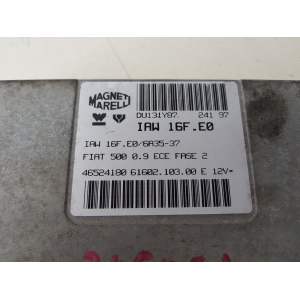 MAGNETI
MARELLI
DU131Y87 241 97
IAW 16F.E0
IAW 16F.E0/6A35-37
FIAT 500 0.9 ECE FASE 2
46524180 61602.103.00 E 12V=